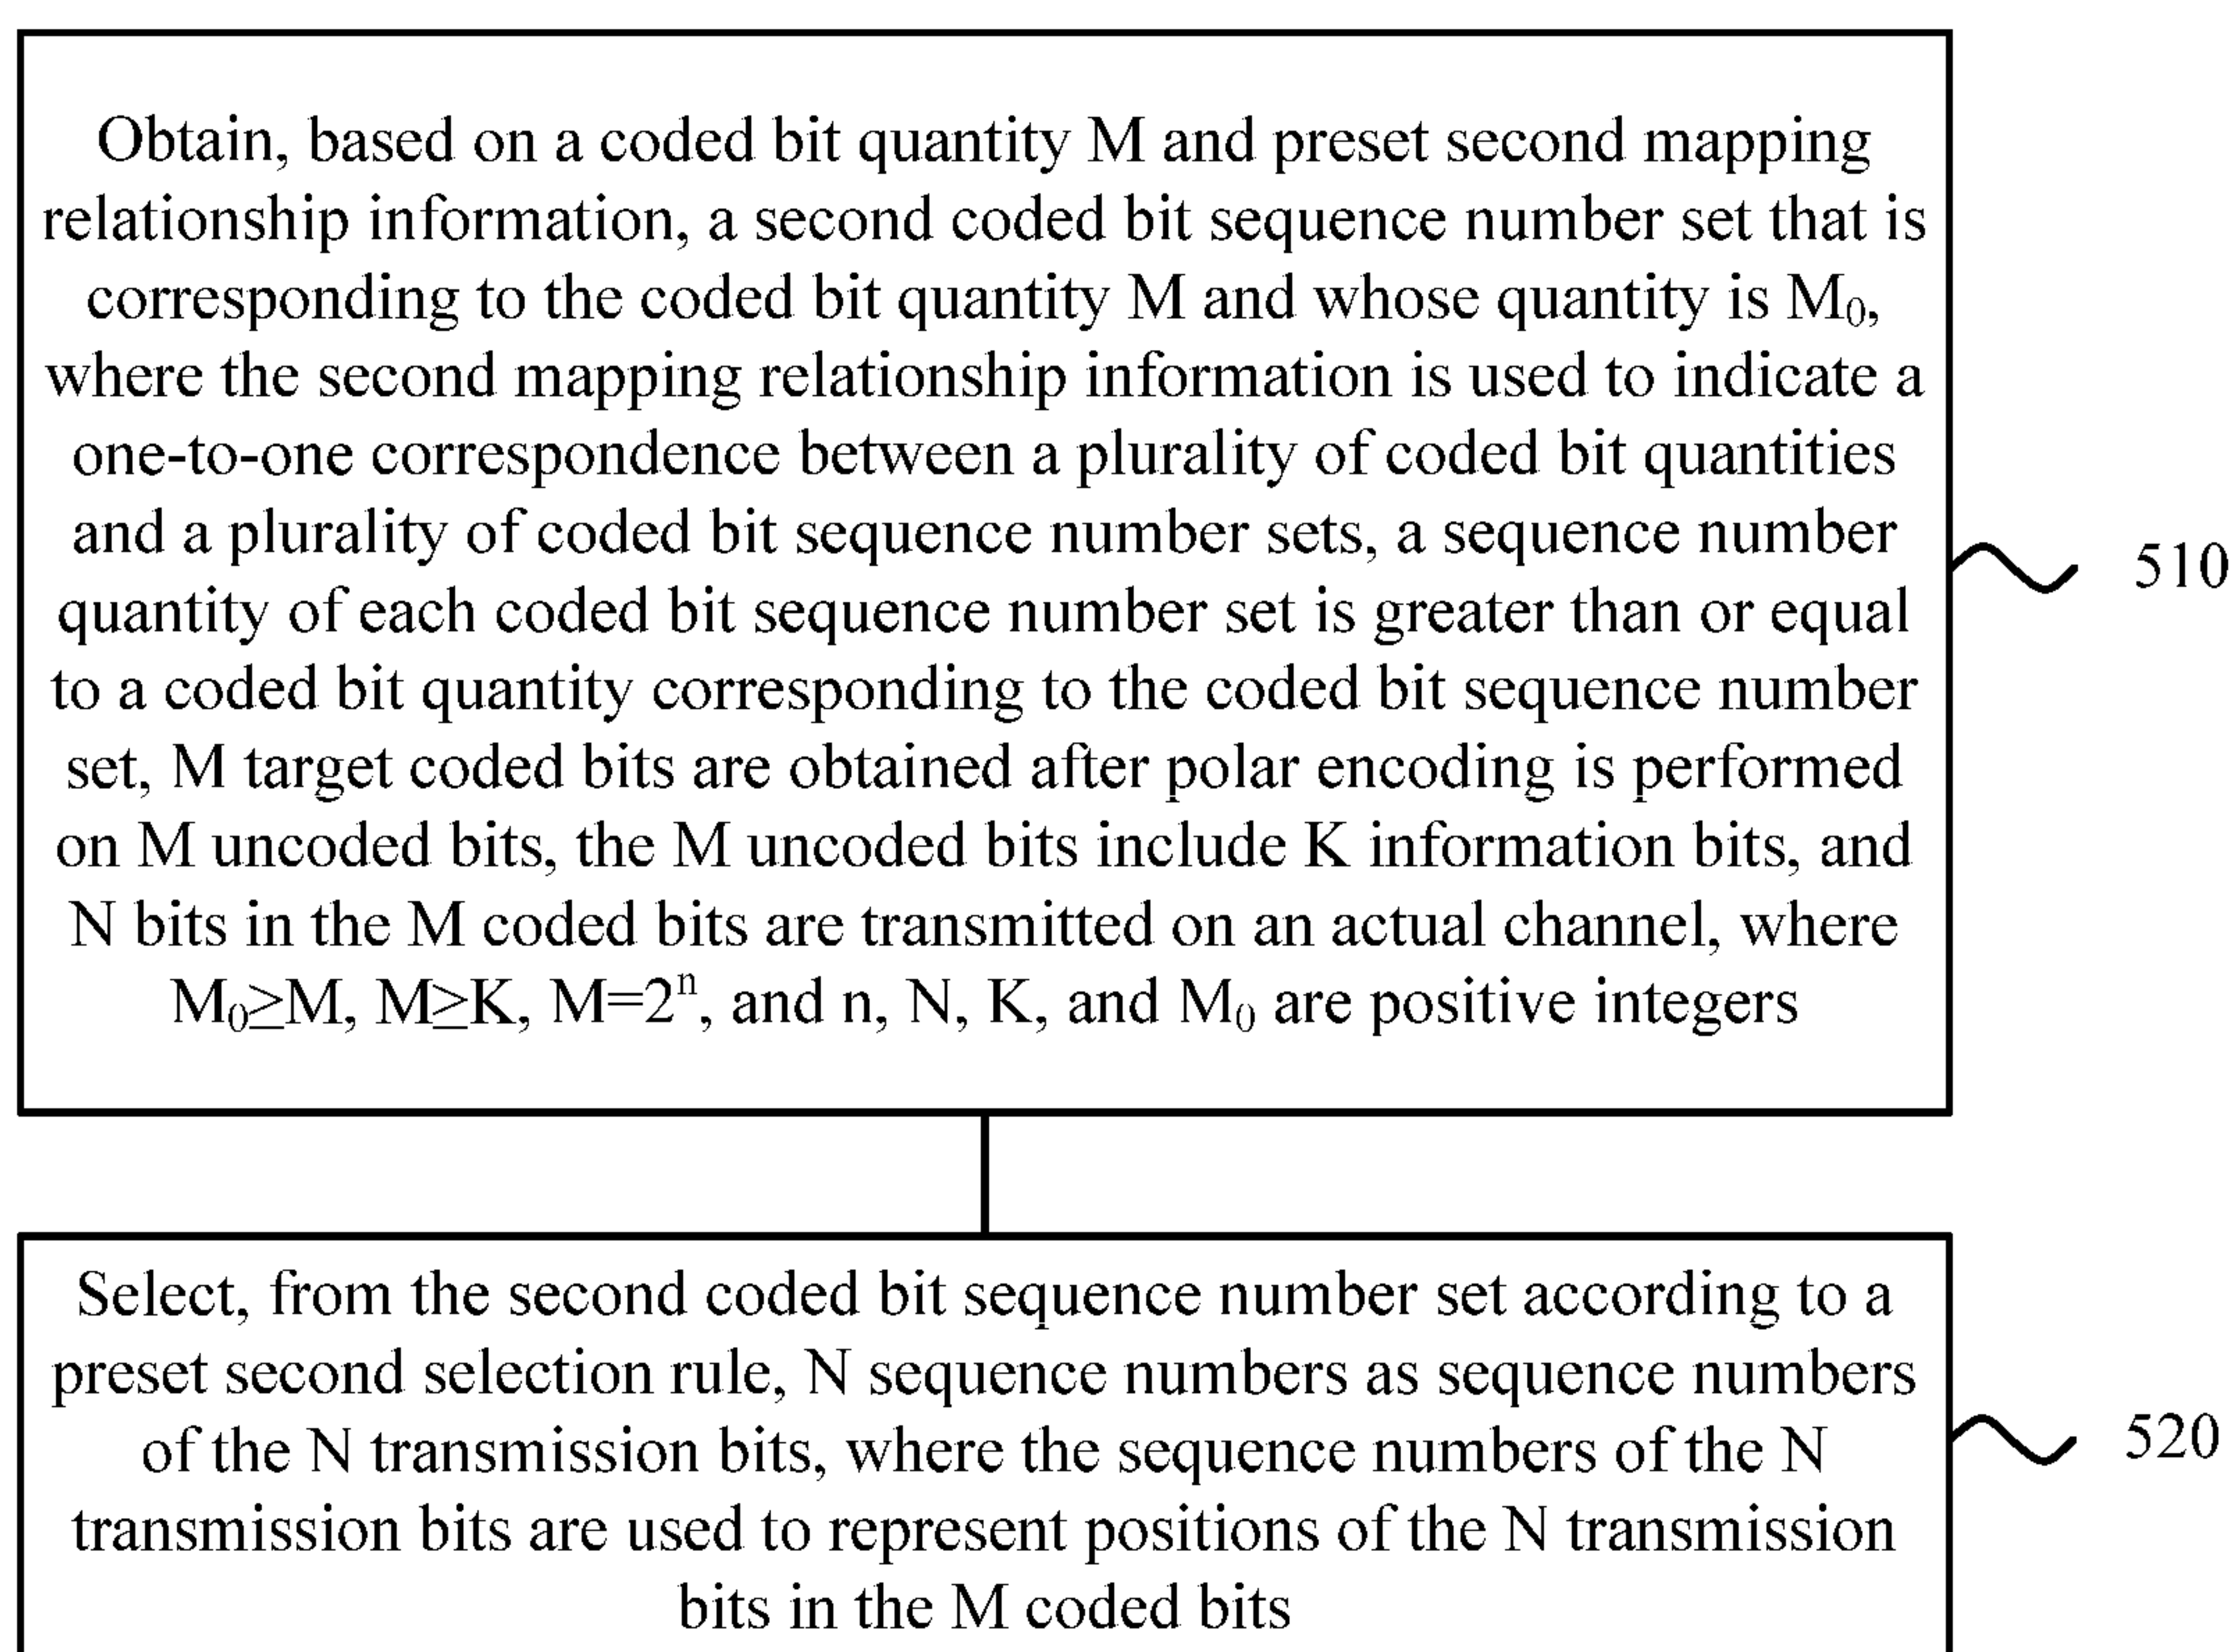 Obtain, based on a coded bit quantity M and preset second mapping
relationship information, a second coded bit sequence number set that is
corresponding to the coded bit quantity M and whose quantity is M₀,
where the second mapping relationship information is used to indicate a
one-to-one correspondence between a plurality of coded bit quantities
and a plurality of coded bit sequence number sets, a sequence number
quantity of each coded bit sequence number set is greater than or equal
to a coded bit quantity corresponding to the coded bit sequence number
set, M target coded bits are obtained after polar encoding is performed
on M uncoded bits, the M uncoded bits include K information bits, and
N bits in the M coded bits are transmitted on an actual channel, where
M₀≥M, M≥K, M=2ⁿ, and n, N, K, and M₀ are positive integers
510
Select, from the second coded bit sequence number set according to a
preset second selection rule, N sequence numbers as sequence numbers
of the N transmission bits, where the sequence numbers of the N
transmission bits are used to represent positions of the N transmission
bits in the M coded bits
520